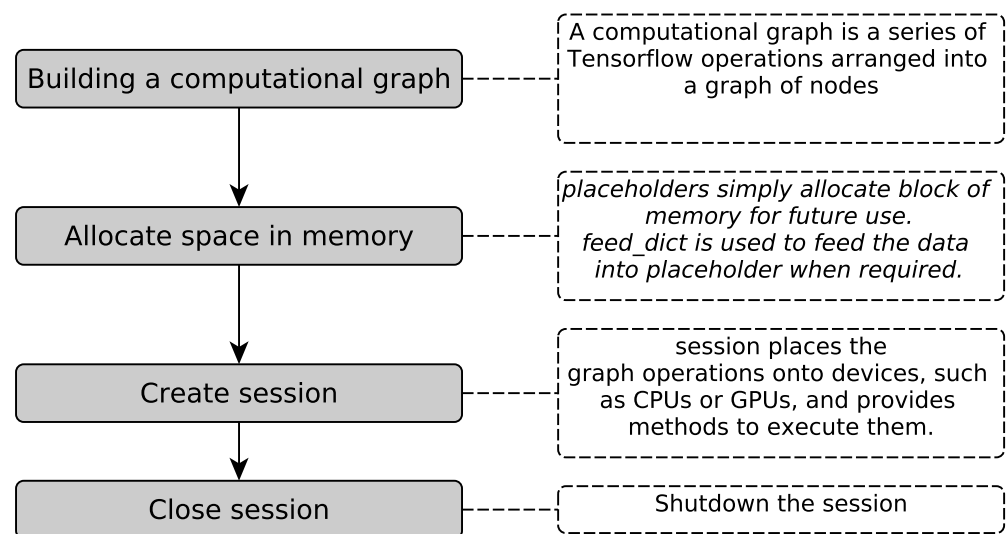 Building a computational graph
A computational graph is a series of
Tensorflow operations arranged into
a graph of nodes
Allocate space in memory
placeholders simply allocate block of
memory for future use.
feed_dict is used to feed the data
into placeholder when required.
Create session
session places the
graph operations onto devices, such
as CPUs or GPUs, and provides
methods to execute them.
Close session
Shutdown the session